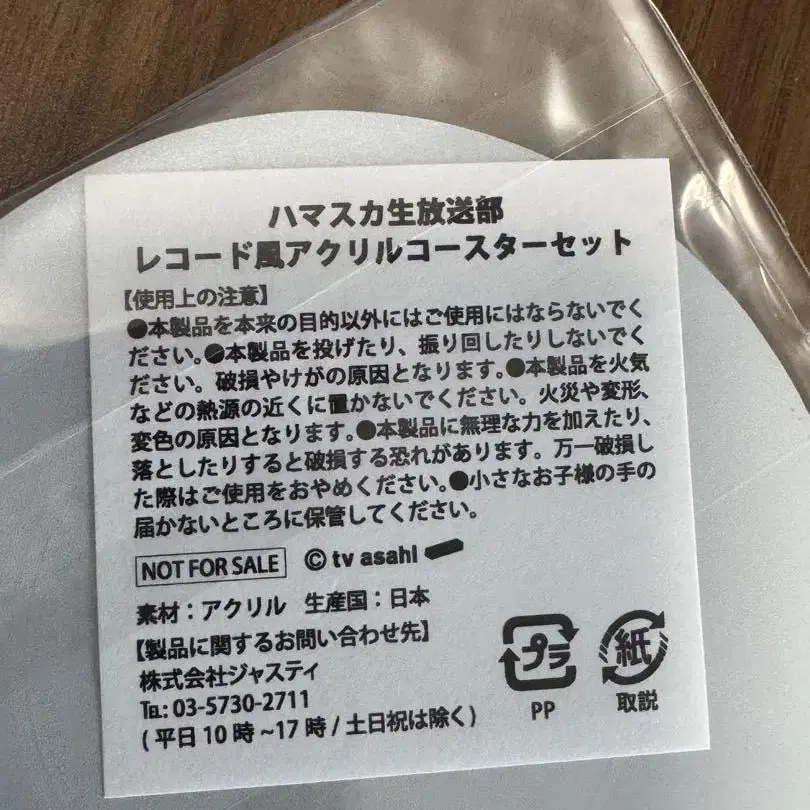 ハマスカ生放送部
レコード風アクリルコースターセット
【使用上の注意】
●本製品を本来の目的以外にはご使用にはならないでく
ださい。●本製品を投げたり、振り回したりしないでく
ださい。破損やけがの原因となります。●本製品を火気
などの熱源の近くに置かないでください。火災や変形、
変色の原因となります。●本製品に無理な力を加えたり、
落としたりすると破損する恐れがあります。万一破損し
た際はご使用をおやめください。●小さなお子様の手の
届かないところに保管してください。
NOT FOR SALE © tv asahi
素材：アクリル 生産国：日本
【製品に関するお問い合わせ先】
株式会社ジャスティ
TEL: 03-5730-2711
(平日10時~17時/土日祝は除く)
プラ 紙
PP 取説